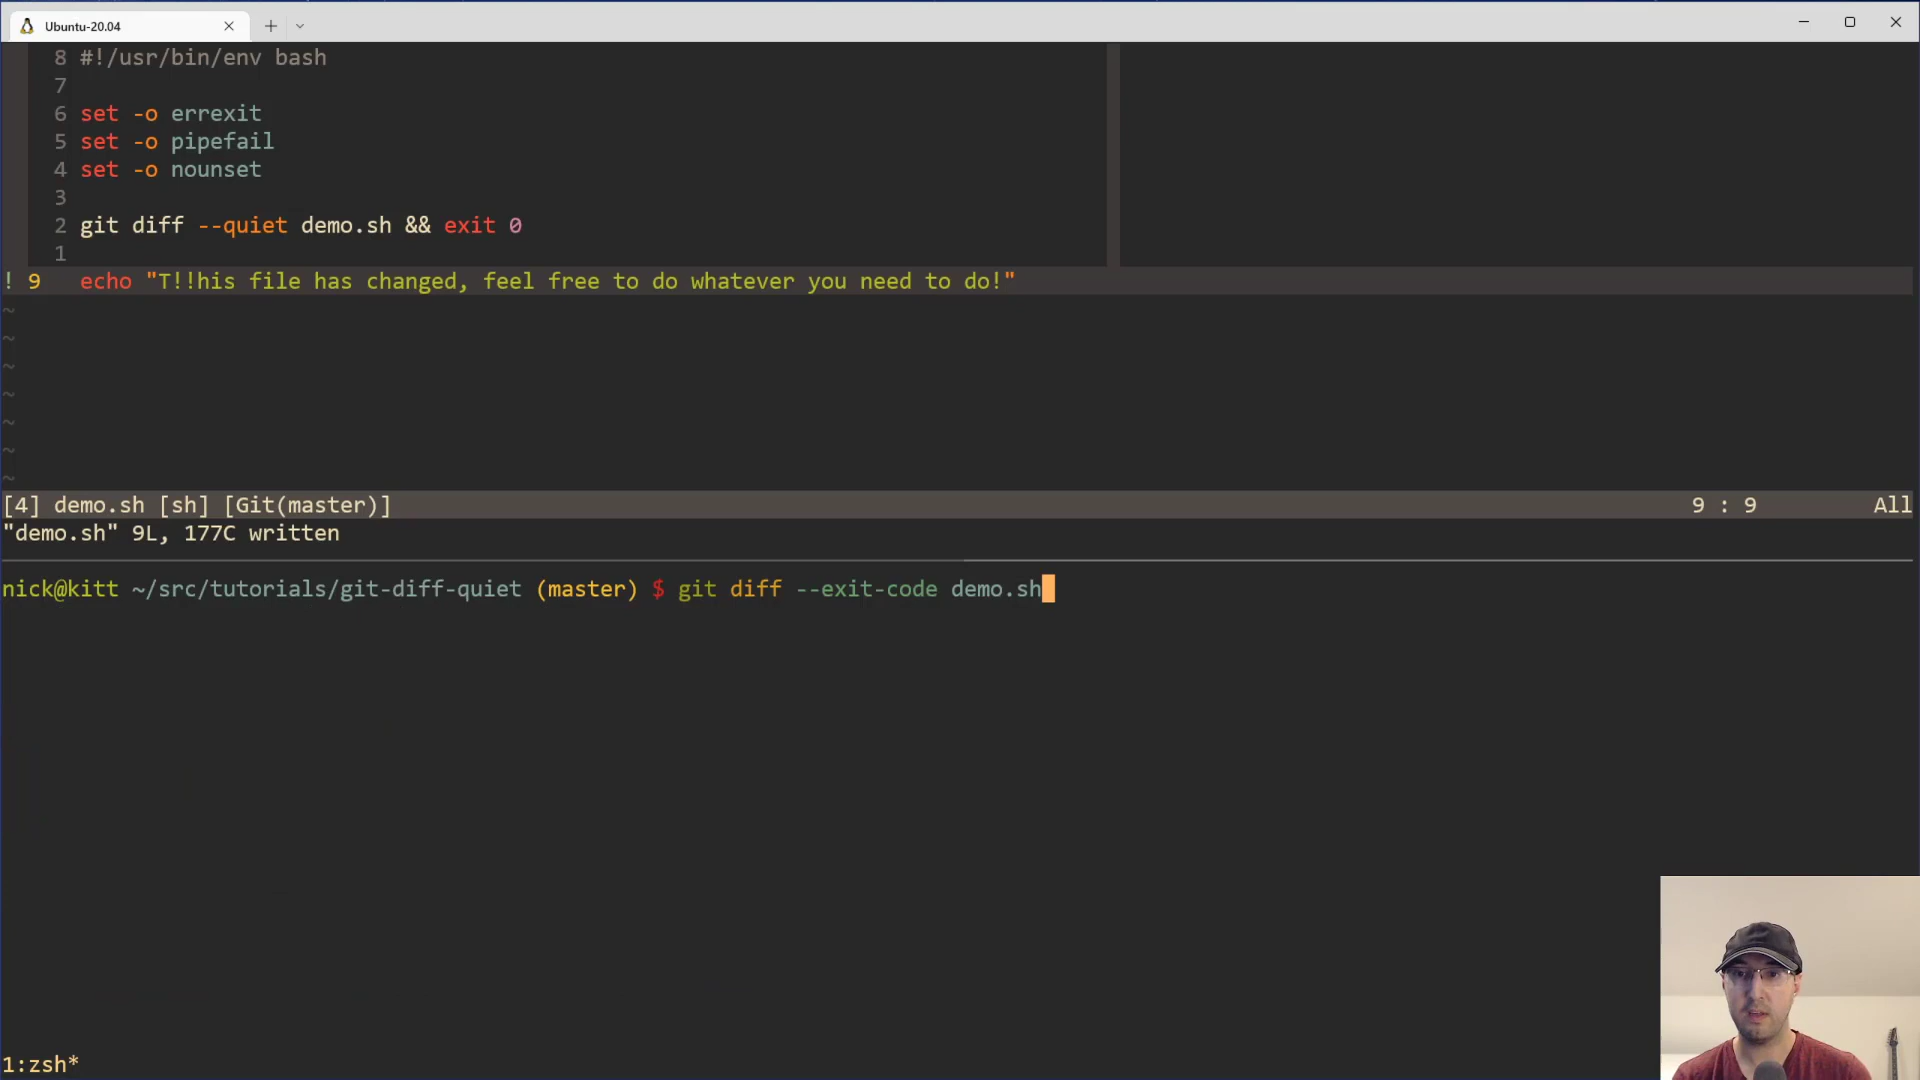 Ubuntu-20.04
8 #!/usr/bin/env bash
7
6 set -o errexit
5 set -o pipefail
4 set -o nounset
3
2 git diff --quiet demo.sh && exit 0
1
! 9 echo "T!!his file has changed, feel free to do whatever you need to do!"
~
~
~
~
~
~
~
[4] demo.sh [sh] [Git(master)] 9 : 9 All
"demo.sh" 9L, 177C written
nick@kitt ~/src/tutorials/git-diff-quiet (master) $ git diff --exit-code demo.sh
1:zsh*